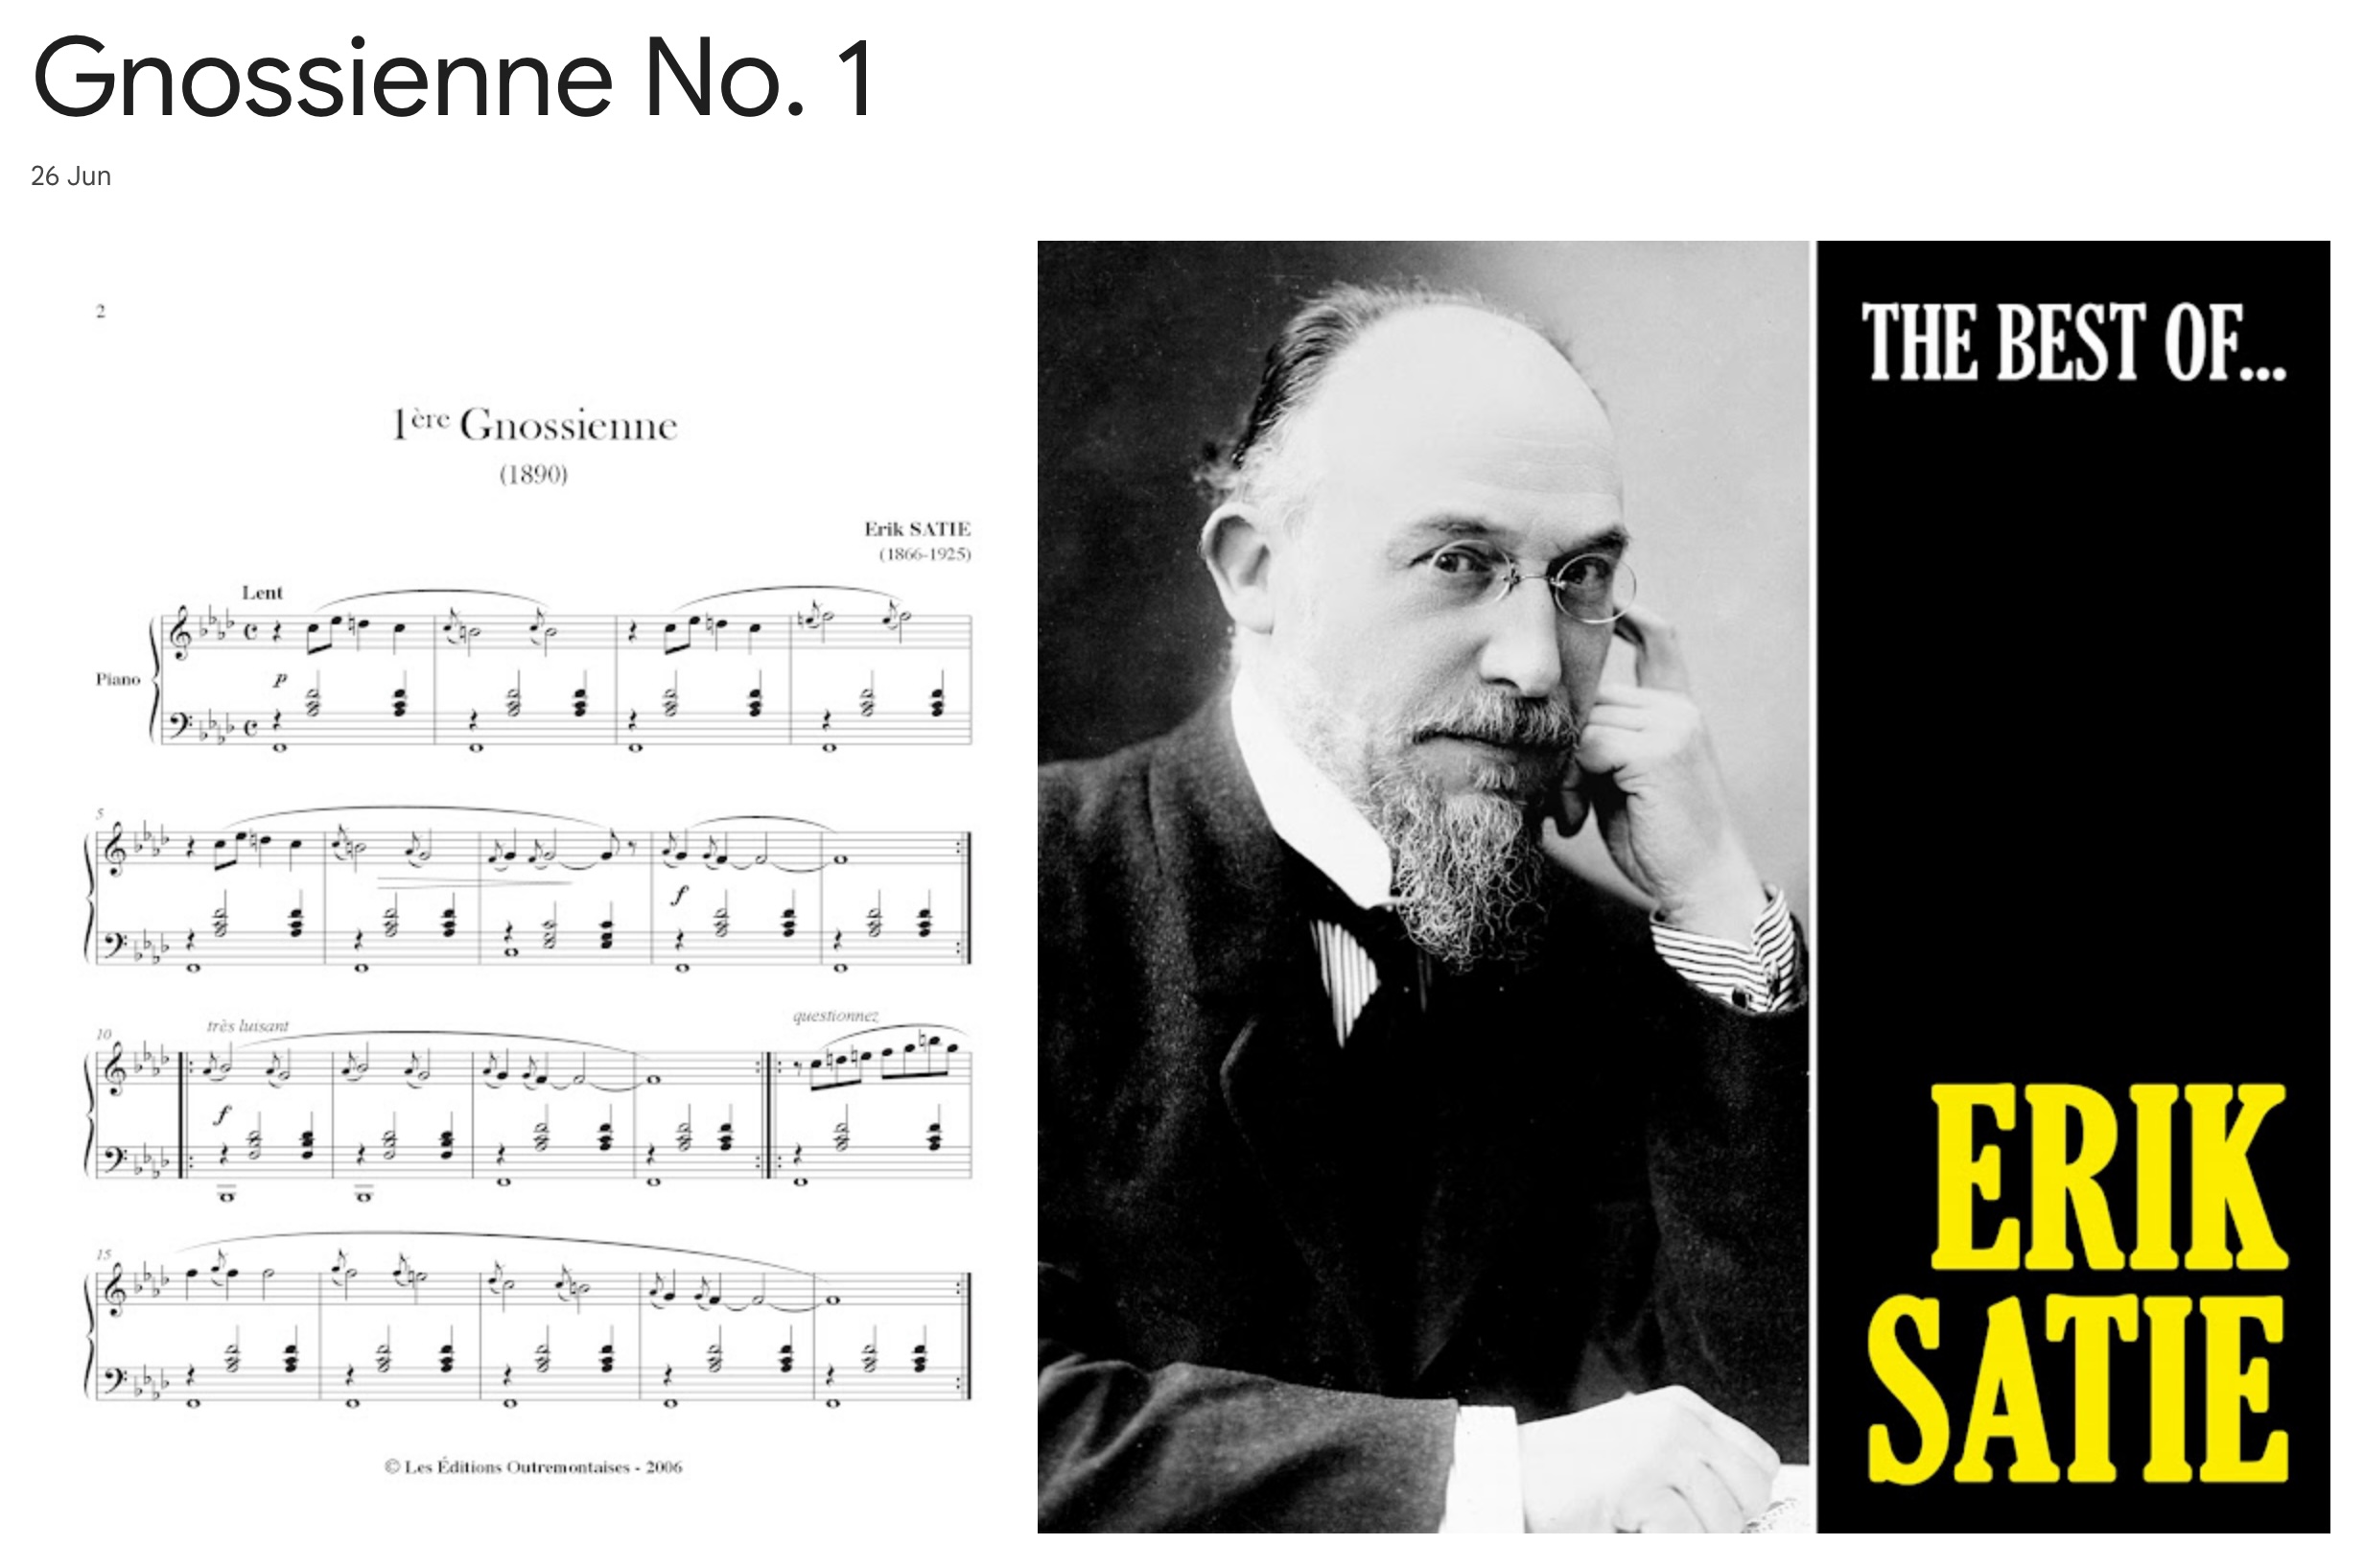 Gnossienne No. 1
26 Jun
2
1ère Gnossienne
(1890)
Erik SATIE
(1866-1925)
Lent
Piano
p
5
f
10
très luisant
questionnez
f
15
© Les Éditions Outremontaises - 2006
THE BEST OF...
ERIK
SATIE